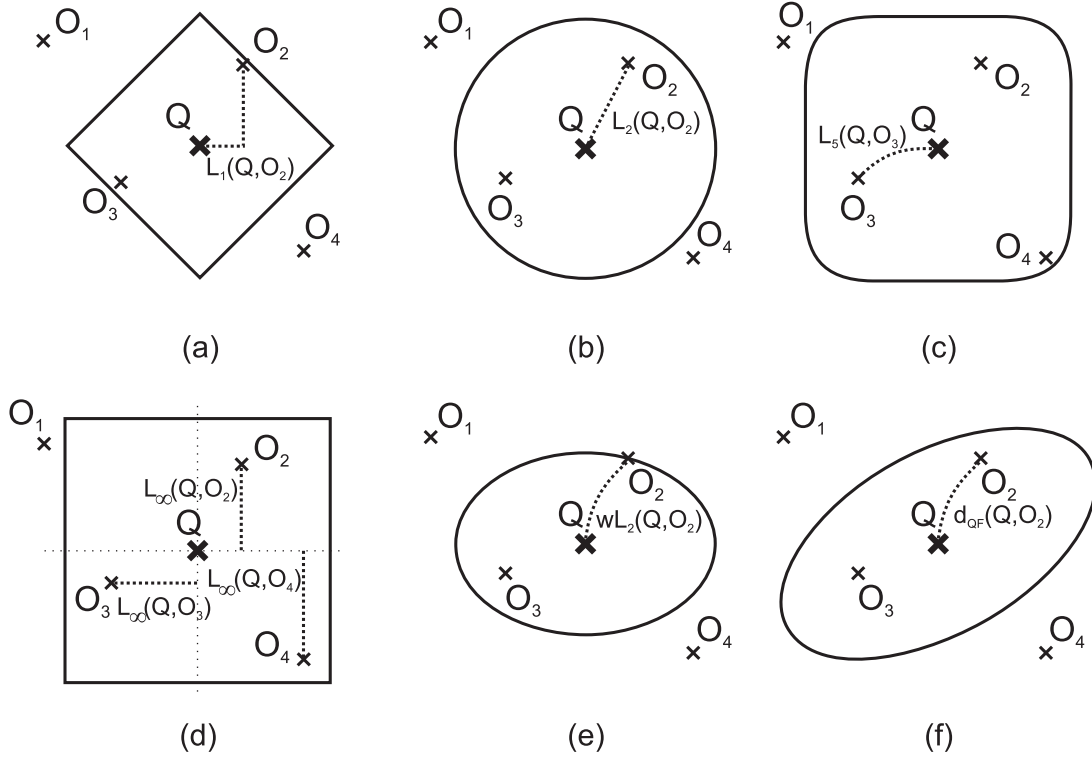 O1
O2
Q
L1(Q,O2)
O3
O4
(a)
O1
O2
Q
L2(Q,O2)
O3
O4
(b)
O1
O2
Q
L5(Q,O3)
O3
O4
(c)
O1
O2
L∞(Q,O2)
Q
L∞(Q,O4)
O3
L∞(Q,O3)
O4
(d)
O1
O2
Q
wL2(Q,O2)
O3
O4
(e)
O1
O2
Q
dQF(Q,O2)
O3
O4
(f)